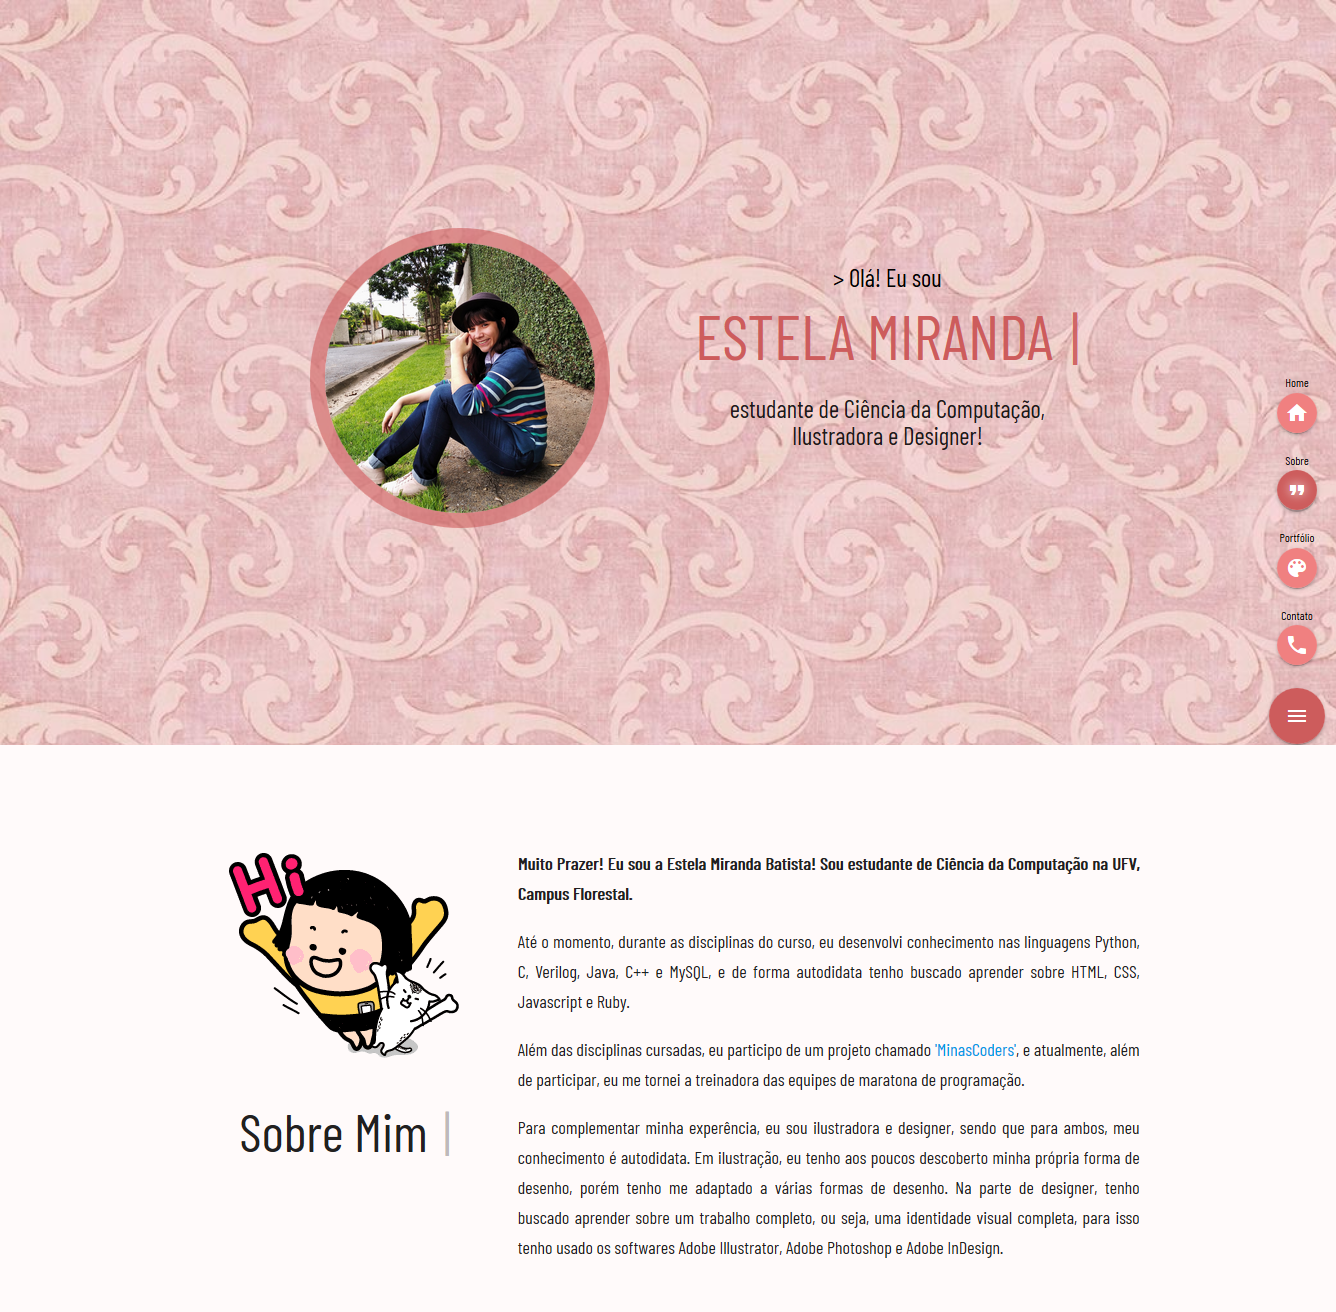 > Olá! Eu sou
ESTELA MIRANDA |
estudante de Ciência da Computação,
Ilustradora e Designer!
Home
Sobre
Portfólio
Contato
Hi
Sobre Mim |
Muito Prazer! Eu sou a Estela Miranda Batista! Sou estudante de Ciência da Computação na UFV,
Campus Florestal.
Até o momento, durante as disciplinas do curso, eu desenvolvi conhecimento nas linguagens Python,
C, Verilog, Java, C++ e MySQL, e de forma autodidata tenho buscado aprender sobre HTML, CSS,
Javascript e Ruby.
Além das disciplinas cursadas, eu participo de um projeto chamado 'MinasCoders', e atualmente, além
de participar, eu me tornei a treinadora das equipes de maratona de programação.
Para complementar minha experência, eu sou ilustradora e designer, sendo que para ambos, meu
conhecimento é autodidata. Em ilustração, eu tenho aos poucos descoberto minha própria forma de
desenho, porém tenho me adaptado a várias formas de desenho. Na parte de designer, tenho
buscado aprender sobre um trabalho completo, ou seja, uma identidade visual completa, para isso
tenho usado os softwares Adobe Illustrator, Adobe Photoshop e Adobe InDesign.